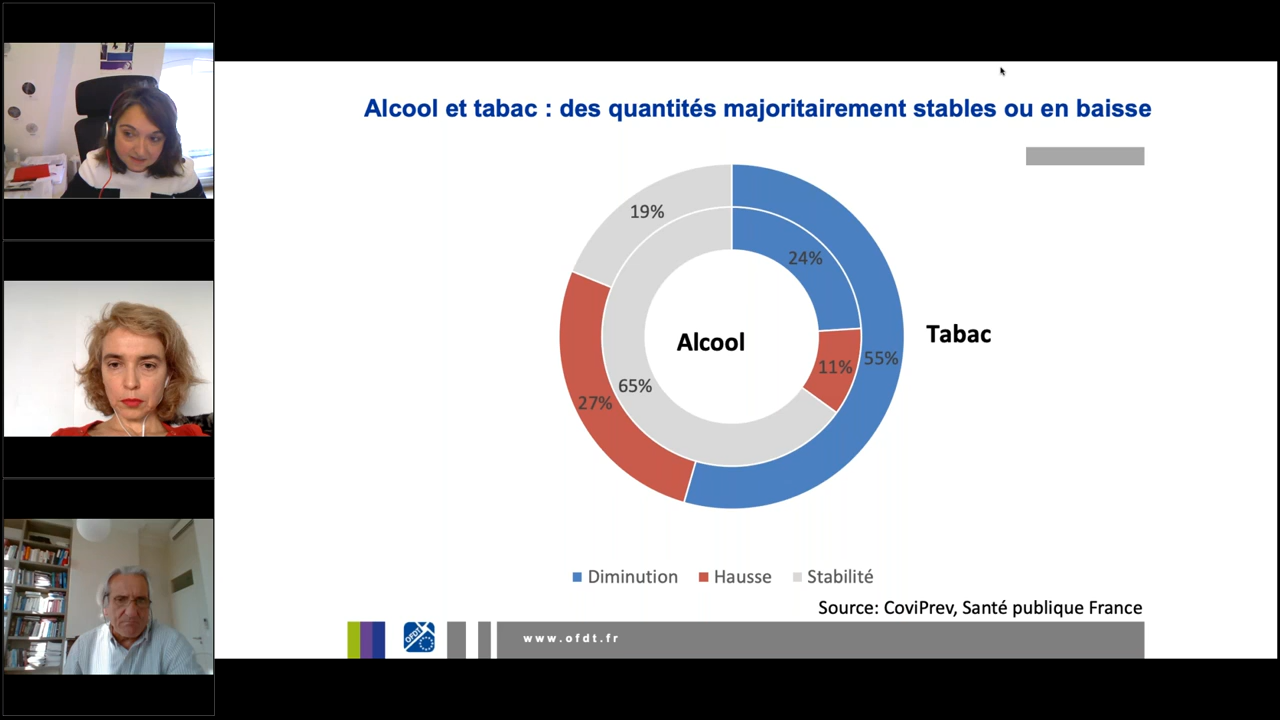 Alcool et tabac : des quantités majoritairement stables ou en baisse
19%
24%
Alcool
Tabac
55%
11%
65%
27%
Diminution
Hausse
Stabilité
Source: CoviPrev, Santé publique France
OFDT
www.ofdt.fr